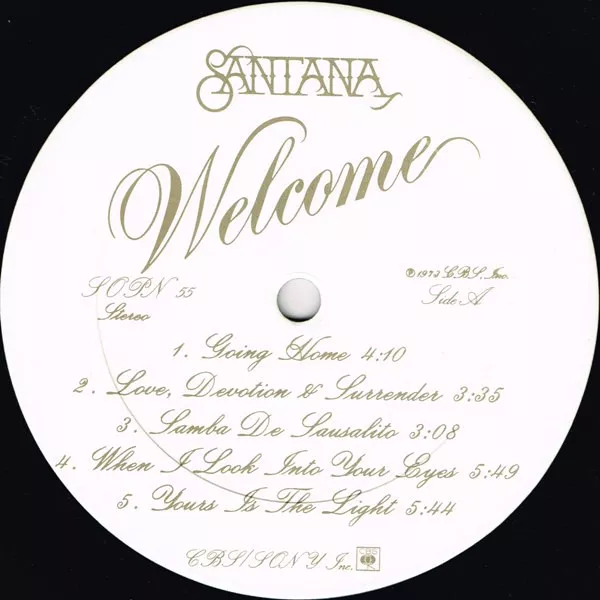 SANTANA
Welcome
SOPN 55
Stereo
℗ 1973 CBS, Inc.
Side A
1. Going Home 4:10
2. Love, Devotion & Surrender 3:35
3. Samba De Sausalito 3:08
4. When I Look Into Your Eyes 5:49
5. Yours Is The Light 5:44
CBS/SONY Inc.
CBS